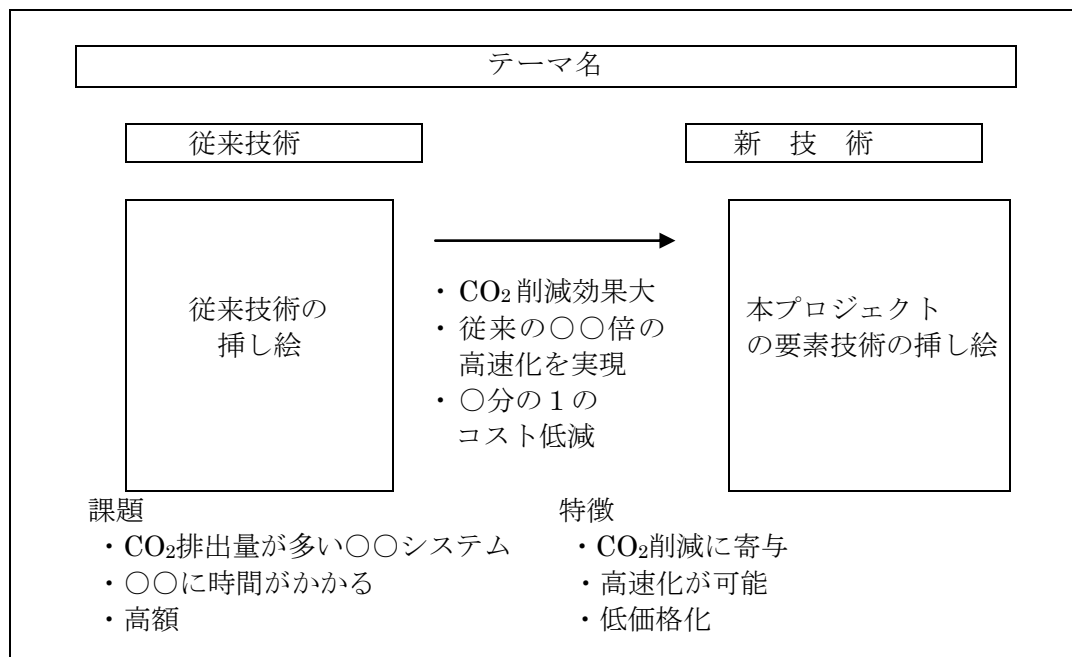 テーマ名
従来技術
新　技　術
従来技術の
挿し絵
・CO₂削減効果大
・従来の○○倍の
高速化を実現
・○分の１の
コスト低減
本プロジェクト
の要素技術の挿し絵
課題
・CO₂排出量が多い○○システム
・○○に時間がかかる
・高額
特徴
・CO₂削減に寄与
・高速化が可能
・低価格化